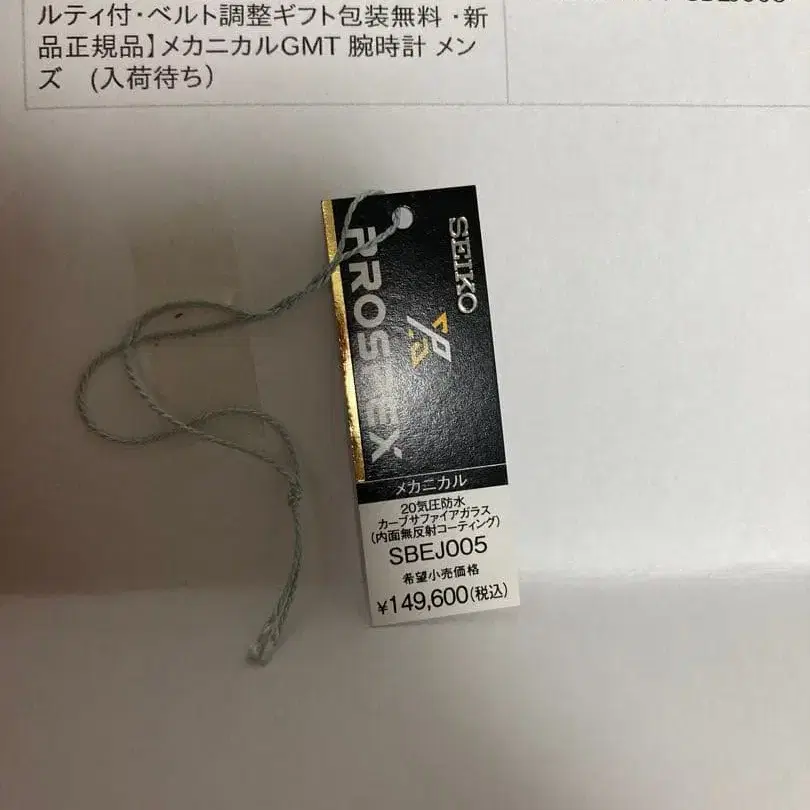 ルティ付・ベルト調整ギフト包装無料・新
品正規品】メカニカルGMT 腕時計 メン
ズ (入荷待ち)
SEIKO
PROSPEX
メカニカル
20気圧防水
カーブサファイアガラス
(内面無反射コーティング)
SBEJ005
希望小売価格
¥149,600(税込)